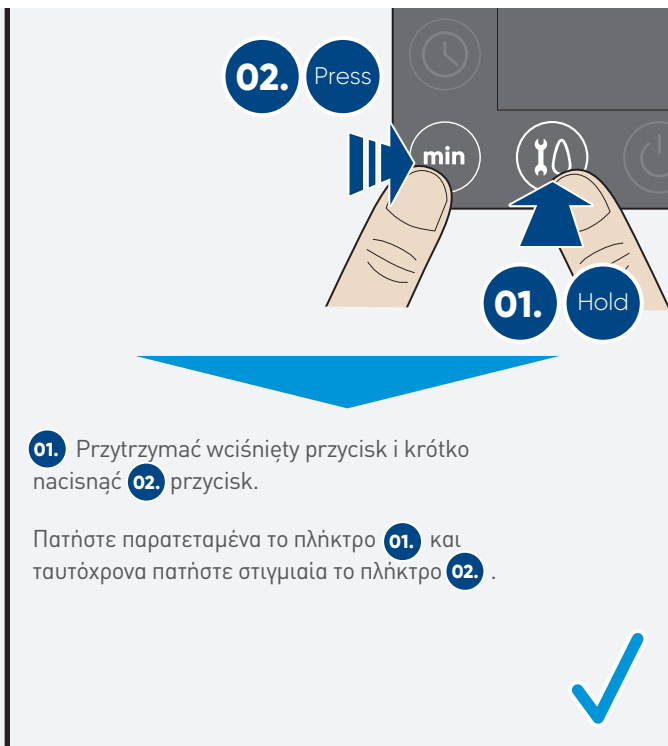 02. Press
min
01. Hold
01. Przytrzymać wciśnięty przycisk i krótko
nacisnąć 02. przycisk.
Πατήστε παρατεταμένα το πλήκτρο 01. και
ταυτόχρονα πατήστε στιγμιαία το πλήκτρο 02. .